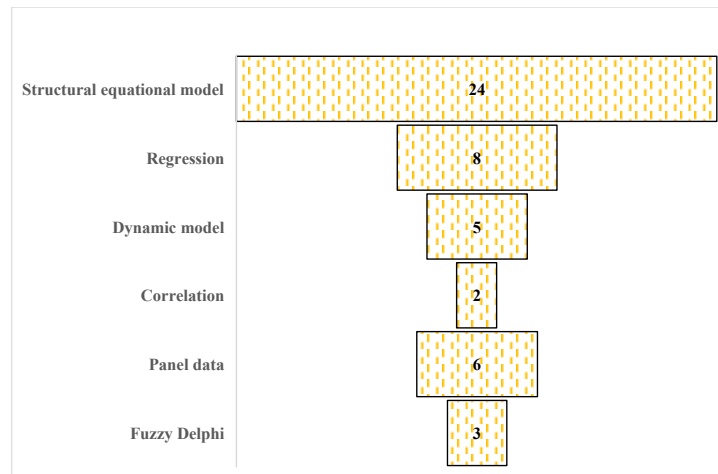 Structural equational model
24
Regression
8
Dynamic model
5
Correlation
2
Panel data
6
Fuzzy Delphi
3